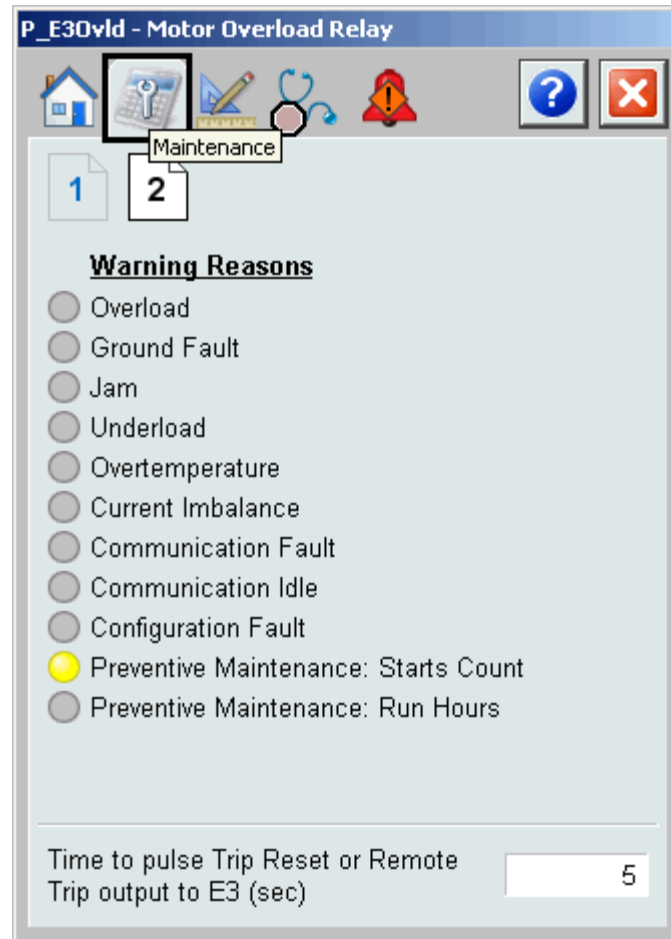 P_E3Ovld - Motor Overload Relay
?
Maintenance
1 2
Warning Reasons
Overload
Ground Fault
Jam
Underload
Overtemperature
Current Imbalance
Communication Fault
Communication Idle
Configuration Fault
Preventive Maintenance: Starts Count
Preventive Maintenance: Run Hours
Time to pulse Trip Reset or Remote
Trip output to E3 (sec)
5